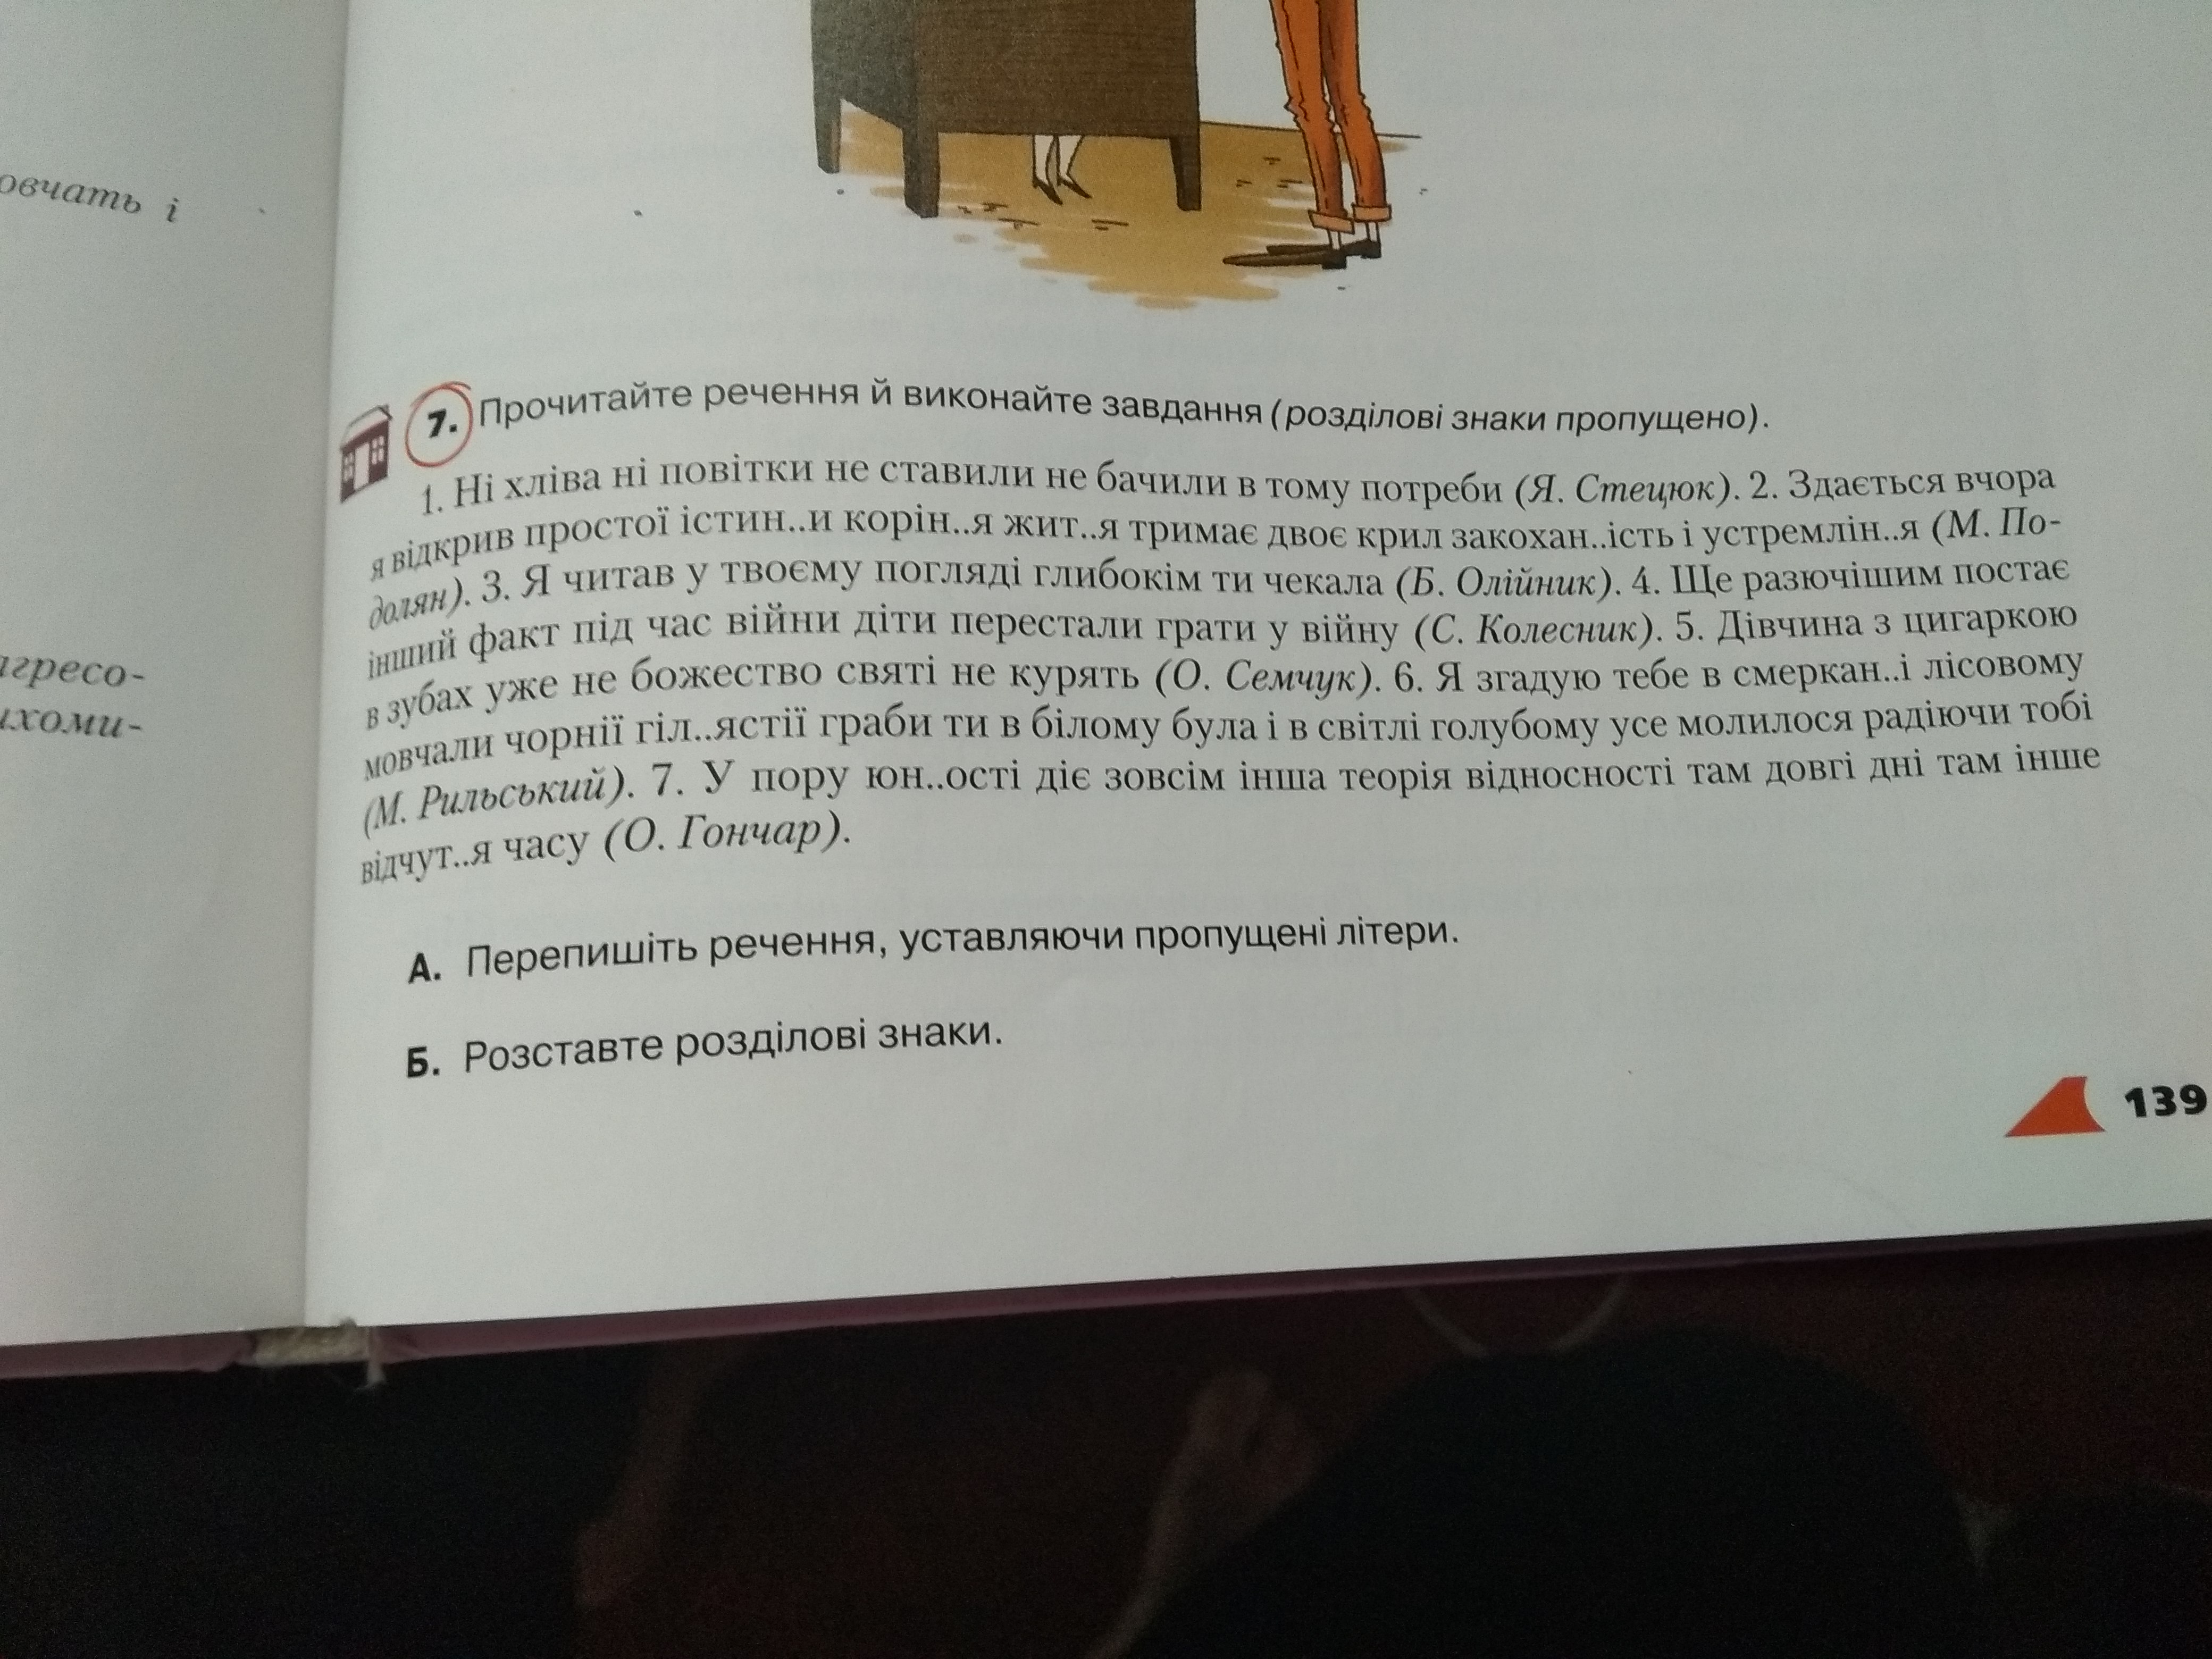 овчать і
агресо-
ихоми-
7. Прочитайте речення й виконайте завдання (розділові знаки пропущено).
1. Ні хліва ні повітки не ставили не бачили в тому потреби (Я. Стецюк). 2. Здається вчора
я відкрив простої істин..и корін..я жит..я тримає двоє крил закохан..ість і устремлін..я (М. По-
долян). 3. Я читав у твоєму погляді глибокім ти чекала (Б. Олійник). 4. Ще разючішим постає
інший факт під час війни діти перестали грати у війну (С. Колесник). 5. Дівчина з цигаркою
в зубах уже не божество святі не курять (О. Семчук). 6. Я згадую тебе в смеркан..і лісовому
мовчали чорнії гіл..ястії граби ти в білому була і в світлі голубому усе молилося радіючи тобі
(М. Рильський). 7. У пору юн..ості діє зовсім інша теорія відносності там довгі дні там інше
відчут..я часу (О. Гончар).
А. Перепишіть речення, уставляючи пропущені літери.
Б. Розставте розділові знаки.
139